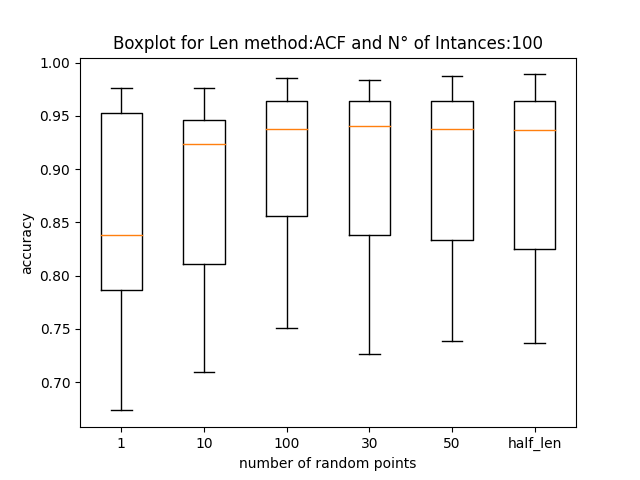 Boxplot for Len method:ACF and N° of Intances:100
accuracy
1.00
0.95
0.90
0.85
0.80
0.75
0.70
1 10 100 30 50 half_len
number of random points